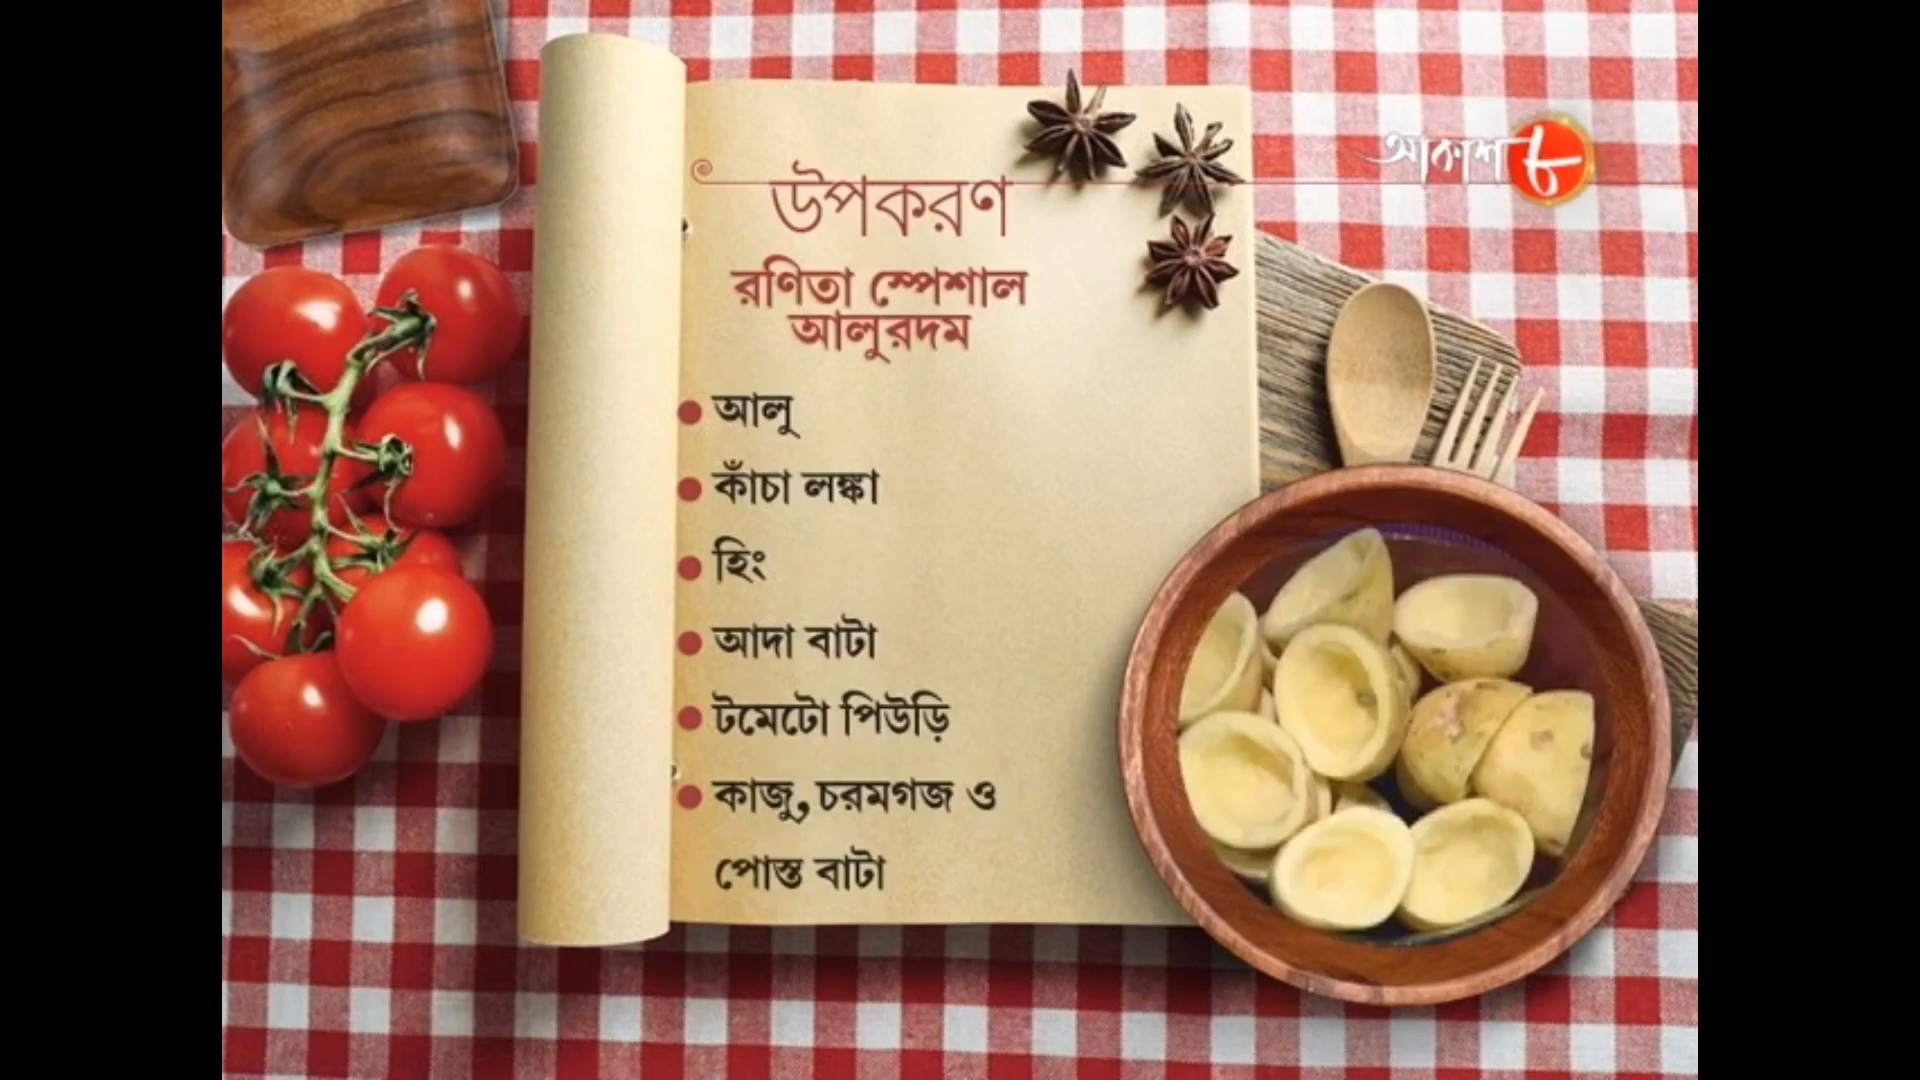 আকাশ ৮
উপকরণ
রণিতা স্পেশাল
আলুরদম
আলু
কাঁচা লঙ্কা
হিং
আদা বাটা
টমেটো পিউড়ি
কাজু, চরমগজ ও
পোস্ত বাটা